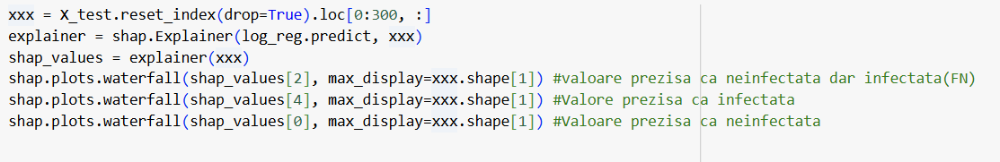 xxx = X_test.reset_index(drop=True).loc[0:300, :]
explainer = shap.Explainer(log_reg.predict, xxx)
shap_values = explainer(xxx)
shap.plots.waterfall(shap_values[2], max_display=xxx.shape[1]) #valoare prezisa ca neinfectata dar infectata(FN)
shap.plots.waterfall(shap_values[4], max_display=xxx.shape[1]) #Valore prezisa ca infectata
shap.plots.waterfall(shap_values[0], max_display=xxx.shape[1]) #Valoare prezisa ca neinfectata